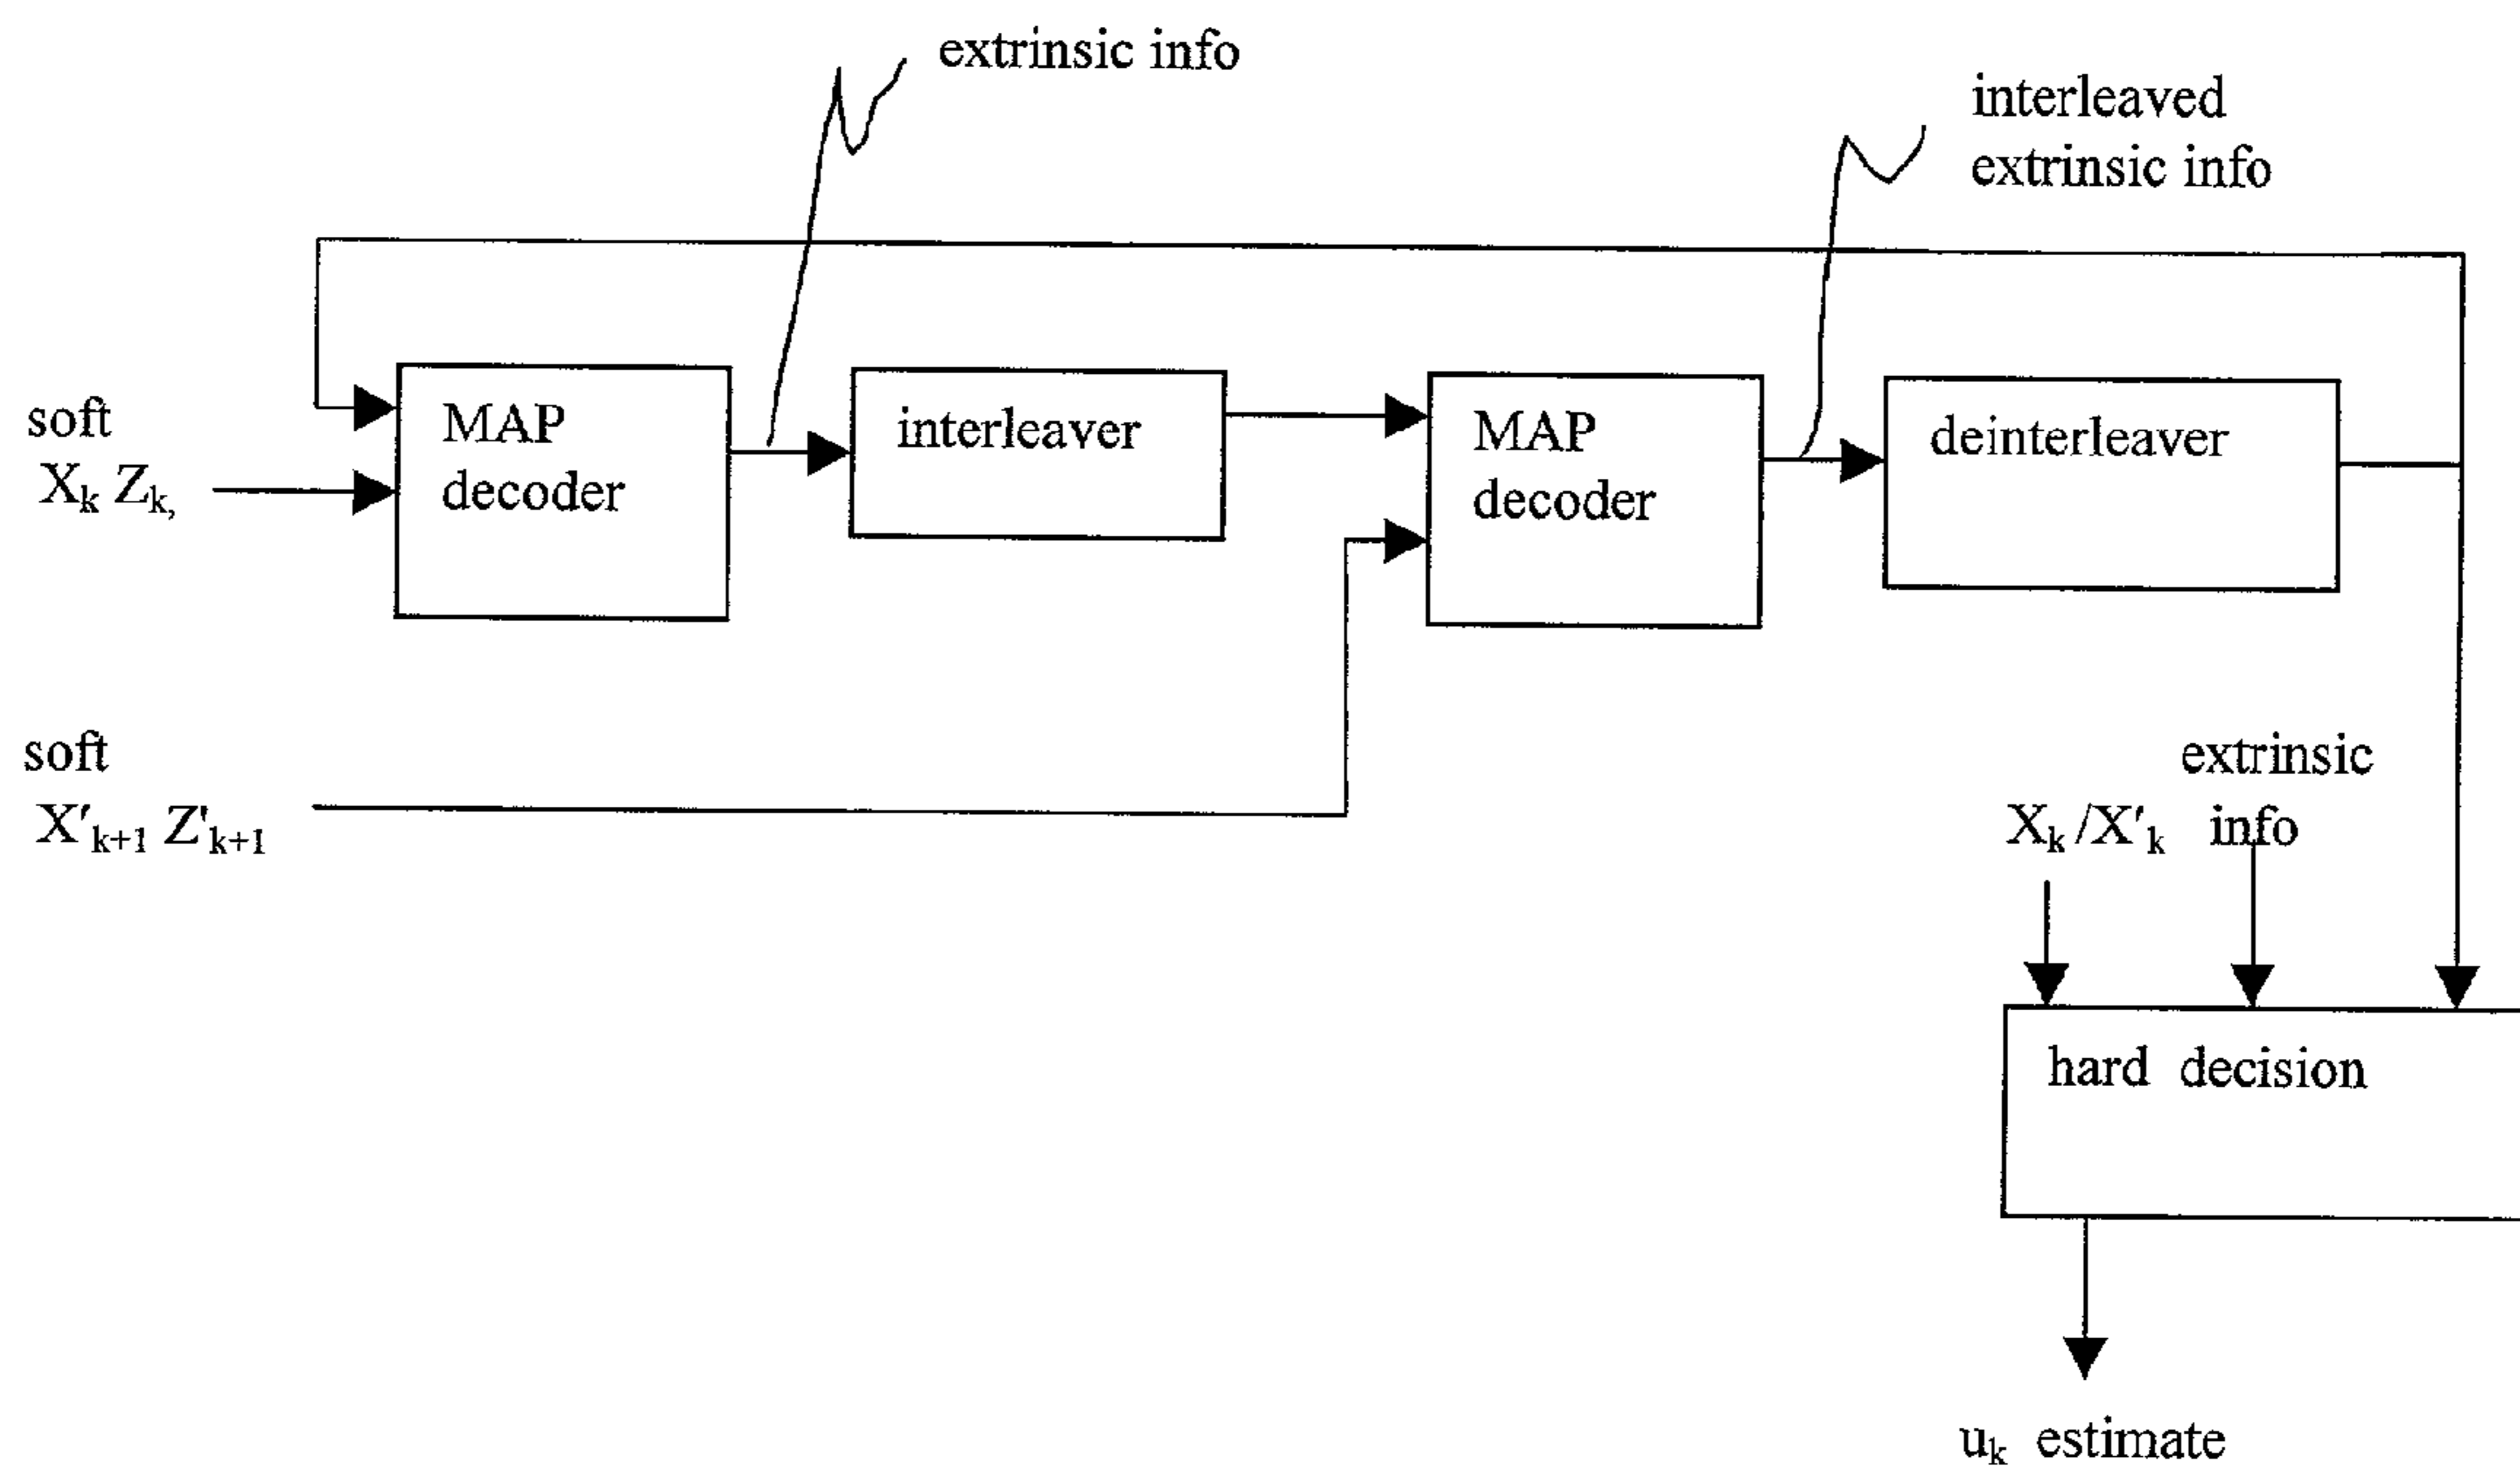 extrinsic info
interleaved
extrinsic info
soft
Xₖ Zₖ,
MAP
decoder
interleaver
MAP
decoder
deinterleaver
soft
X'ₖ₊₁ Z'ₖ₊₁
extrinsic
info
Xₖ /X'ₖ
hard decision
uₖ estimate